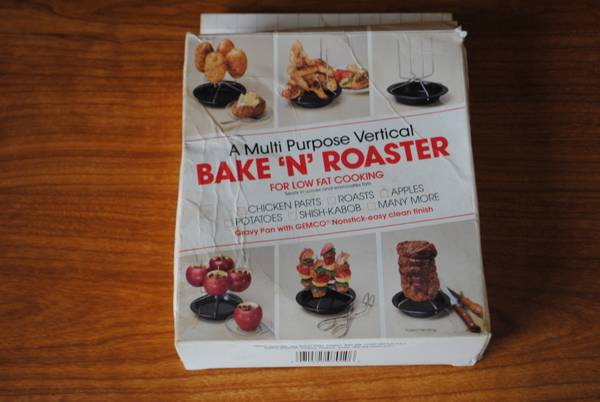 A Multi Purpose Vertical
BAKE 'N' ROASTER
FOR LOW FAT COOKING
CHICKEN PARTS ROASTS APPLES
POTATOES SHISH-KABOB MANY MORE
Gravy Pan with GEMCO® Nonstick-easy clean finish